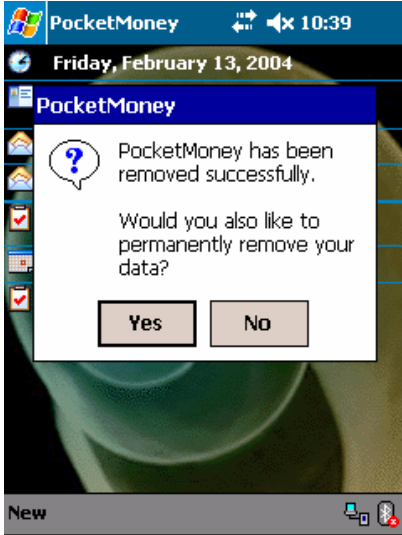 PocketMoney 10:39
Friday, February 13, 2004
PocketMoney
PocketMoney has been
removed successfully.
Would you also like to
permanently remove your
data?
Yes No
New